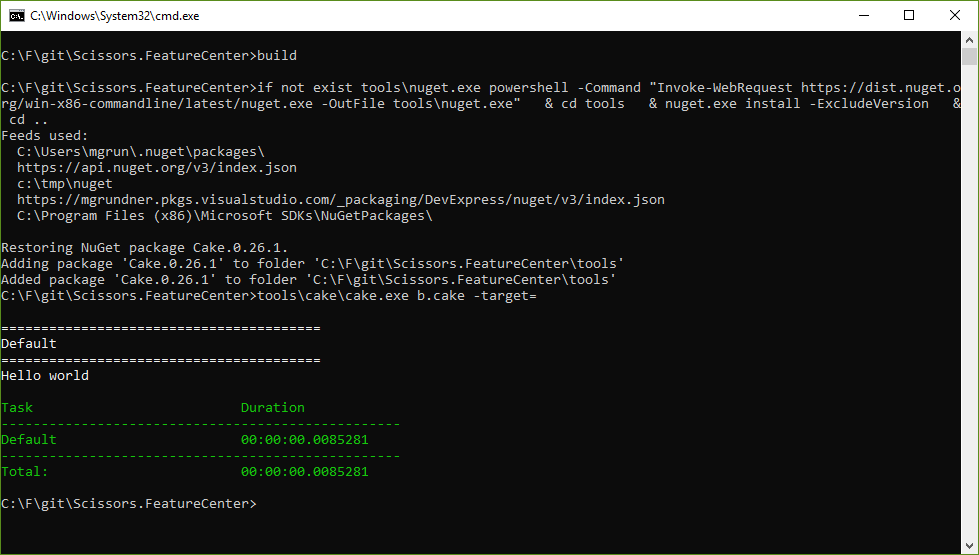 C:\Windows\System32\cmd.exe
C:\F\git\Scissors.FeatureCenter>build
C:\F\git\Scissors.FeatureCenter>if not exist tools\nuget.exe powershell -Command "Invoke-WebRequest https://dist.nuget.o
rg/win-x86-commandline/latest/nuget.exe -OutFile tools\nuget.exe"   & cd tools   & nuget.exe install -ExcludeVersion   &
 cd ..
Feeds used:
  C:\Users\mgrun\.nuget\packages\
  https://api.nuget.org/v3/index.json
  c:\tmp\nuget
  https://mgrundner.pkgs.visualstudio.com/_packaging/DevExpress/nuget/v3/index.json
  C:\Program Files (x86)\Microsoft SDKs\NuGetPackages\
Restoring NuGet package Cake.0.26.1.
Adding package 'Cake.0.26.1' to folder 'C:\F\git\Scissors.FeatureCenter\tools'
Added package 'Cake.0.26.1' to folder 'C:\F\git\Scissors.FeatureCenter\tools'
C:\F\git\Scissors.FeatureCenter>tools\cake\cake.exe b.cake -target=
========================================
Default
========================================
Hello world
Task                          Duration
--------------------------------------------------
Default                       00:00:00.0085281
--------------------------------------------------
Total:                        00:00:00.0085281
C:\F\git\Scissors.FeatureCenter>